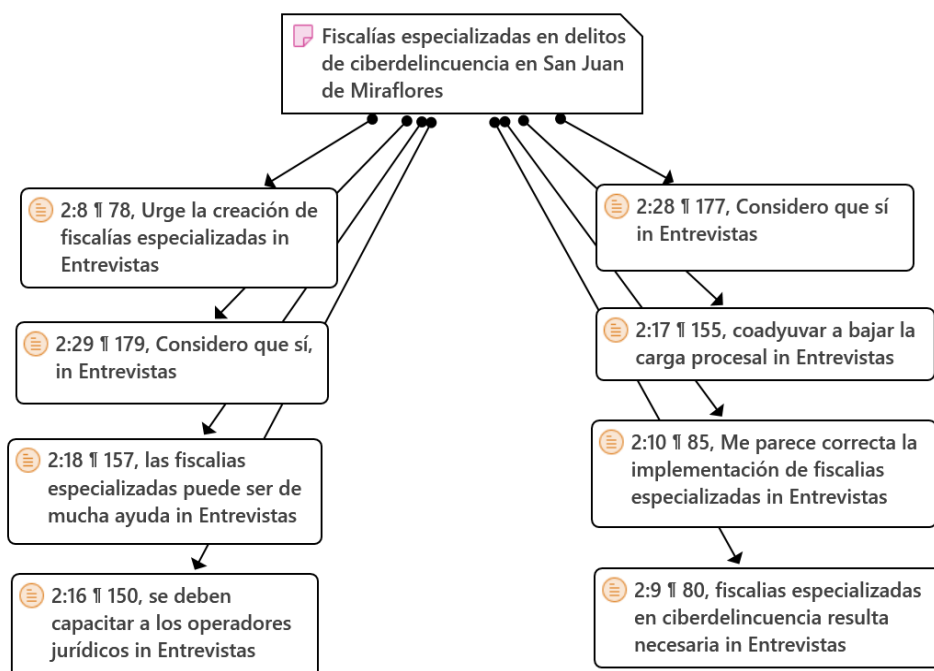 Fiscalías especializadas en delitos
de ciberdelincuencia en San Juan
de Miraflores
2:8 ¶ 78, Urge la creación de
fiscalías especializadas in
Entrevistas
2:29 ¶ 179, Considero que sí,
in Entrevistas
2:18 ¶ 157, las fiscalias
especializadas puede ser de
mucha ayuda in Entrevistas
2:16 ¶ 150, se deben
capacitar a los operadores
jurídicos in Entrevistas
2:28 ¶ 177, Considero que sí
in Entrevistas
2:17 ¶ 155, coadyuvar a bajar la
carga procesal in Entrevistas
2:10 ¶ 85, Me parece correcta la
implementación de fiscalias
especializadas in Entrevistas
2:9 ¶ 80, fiscalias especializadas
en ciberdelincuencia resulta
necesaria in Entrevistas